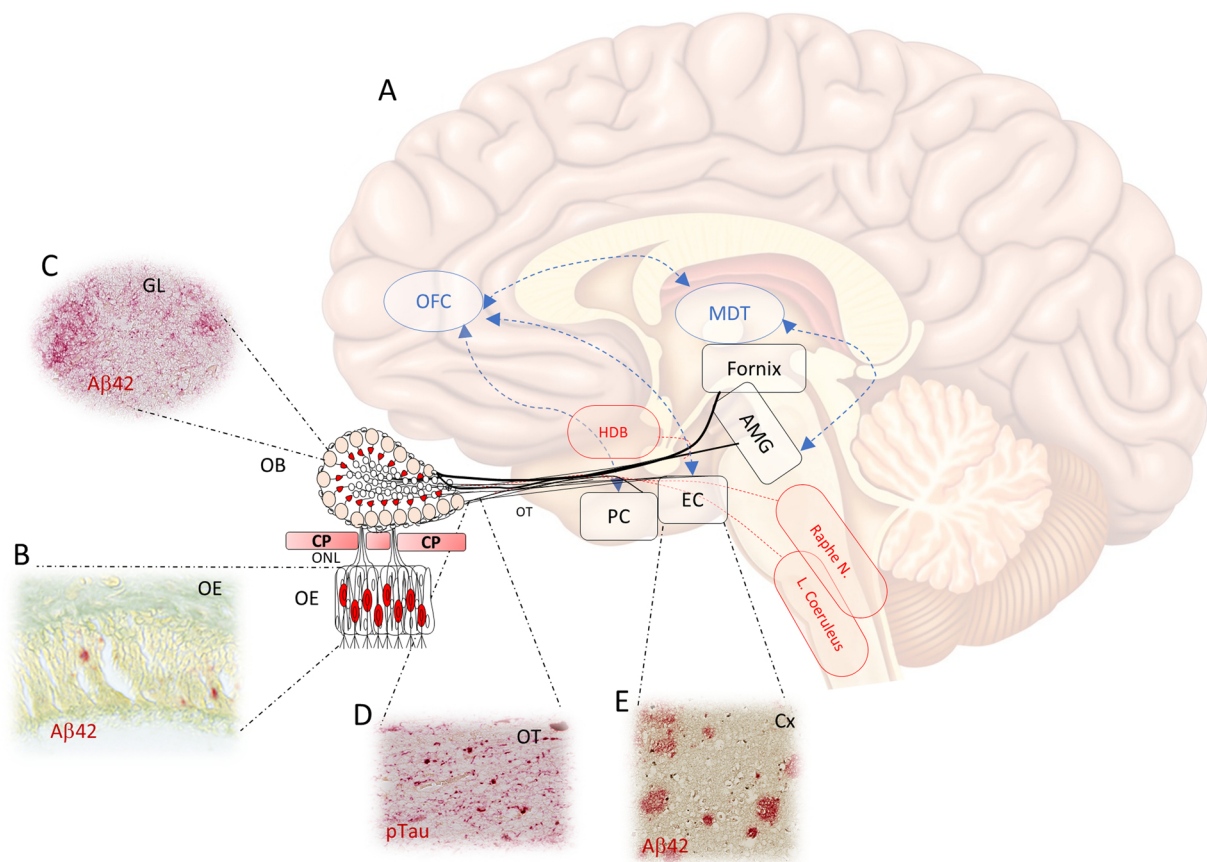 A
C
GL
Aβ42
OFC
MDT
Fornix
AMG
HDB
OB
OT
PC
EC
CP
CP
ONL
B
OE
OE
Raphe N.
L. Coeruleus
Aβ42
D
OT
pTau
E
Cx
Aβ42